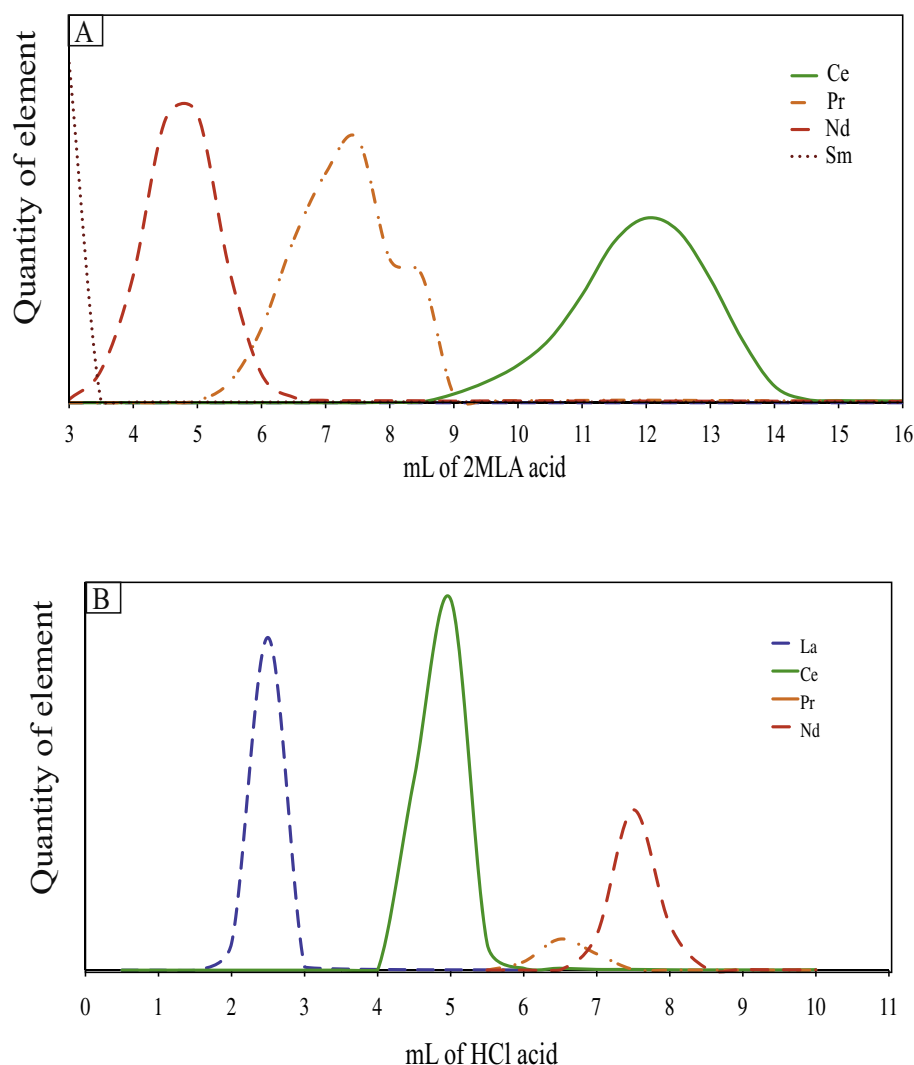 A
Quantity of element
Ce
Pr
Nd
Sm
3 4 5 6 7 8 9 10 11 12 13 14 15 16
mL of 2MLA acid
B
Quantity of element
La
Ce
Pr
Nd
0 1 2 3 4 5 6 7 8 9 10 11
mL of HCl acid